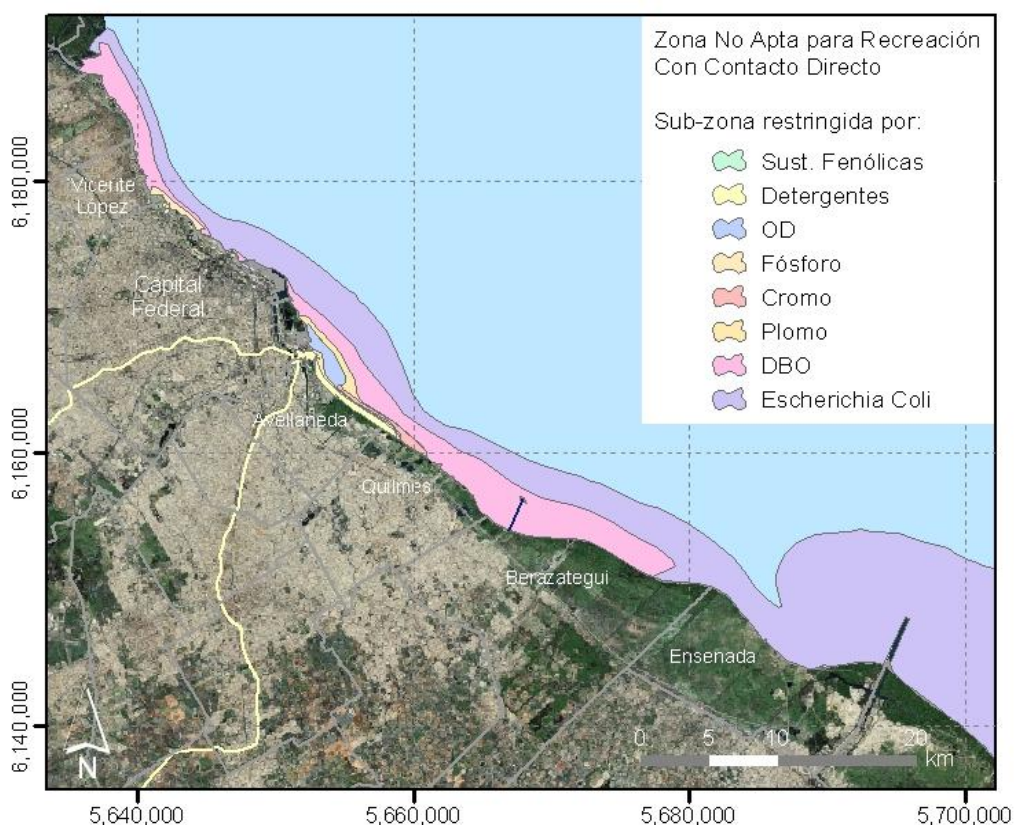 Zona No Apta para Recreación
Con Contacto Directo
Sub-zona restringida por:
Sust. Fenólicas
Detergentes
OD
Fósforo
Cromo
Plomo
DBO
Escherichia Coli
6,180,000
6,160,000
6,140,000
Vicente
López
Capital
Federal
Avellaneda
Quilmes
Berazategui
Ensenada
0 5 10 20
km
N
5,640,000 5,660,000 5,680,000 5,700,000